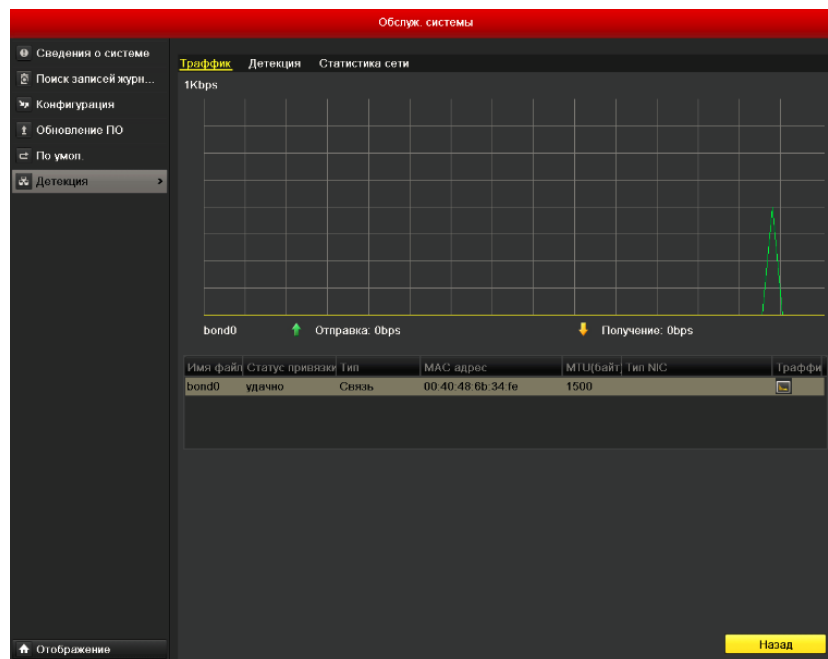 Обслуж. системы
Сведения о системе
Поиск записей журн...
Конфигурация
Обновление ПО
По умол.
Детекция >
Отображение
Траффик Детекция Статистика сети
1Kbps
bond0 Отправка: 0bps Получение: 0bps
Имя файл Статус привязки Тип MAC адрес MTU(байт Тип NIC Траффи
bond0 удачно Связь 00:40:48:6b:34:fe 1500
Назад